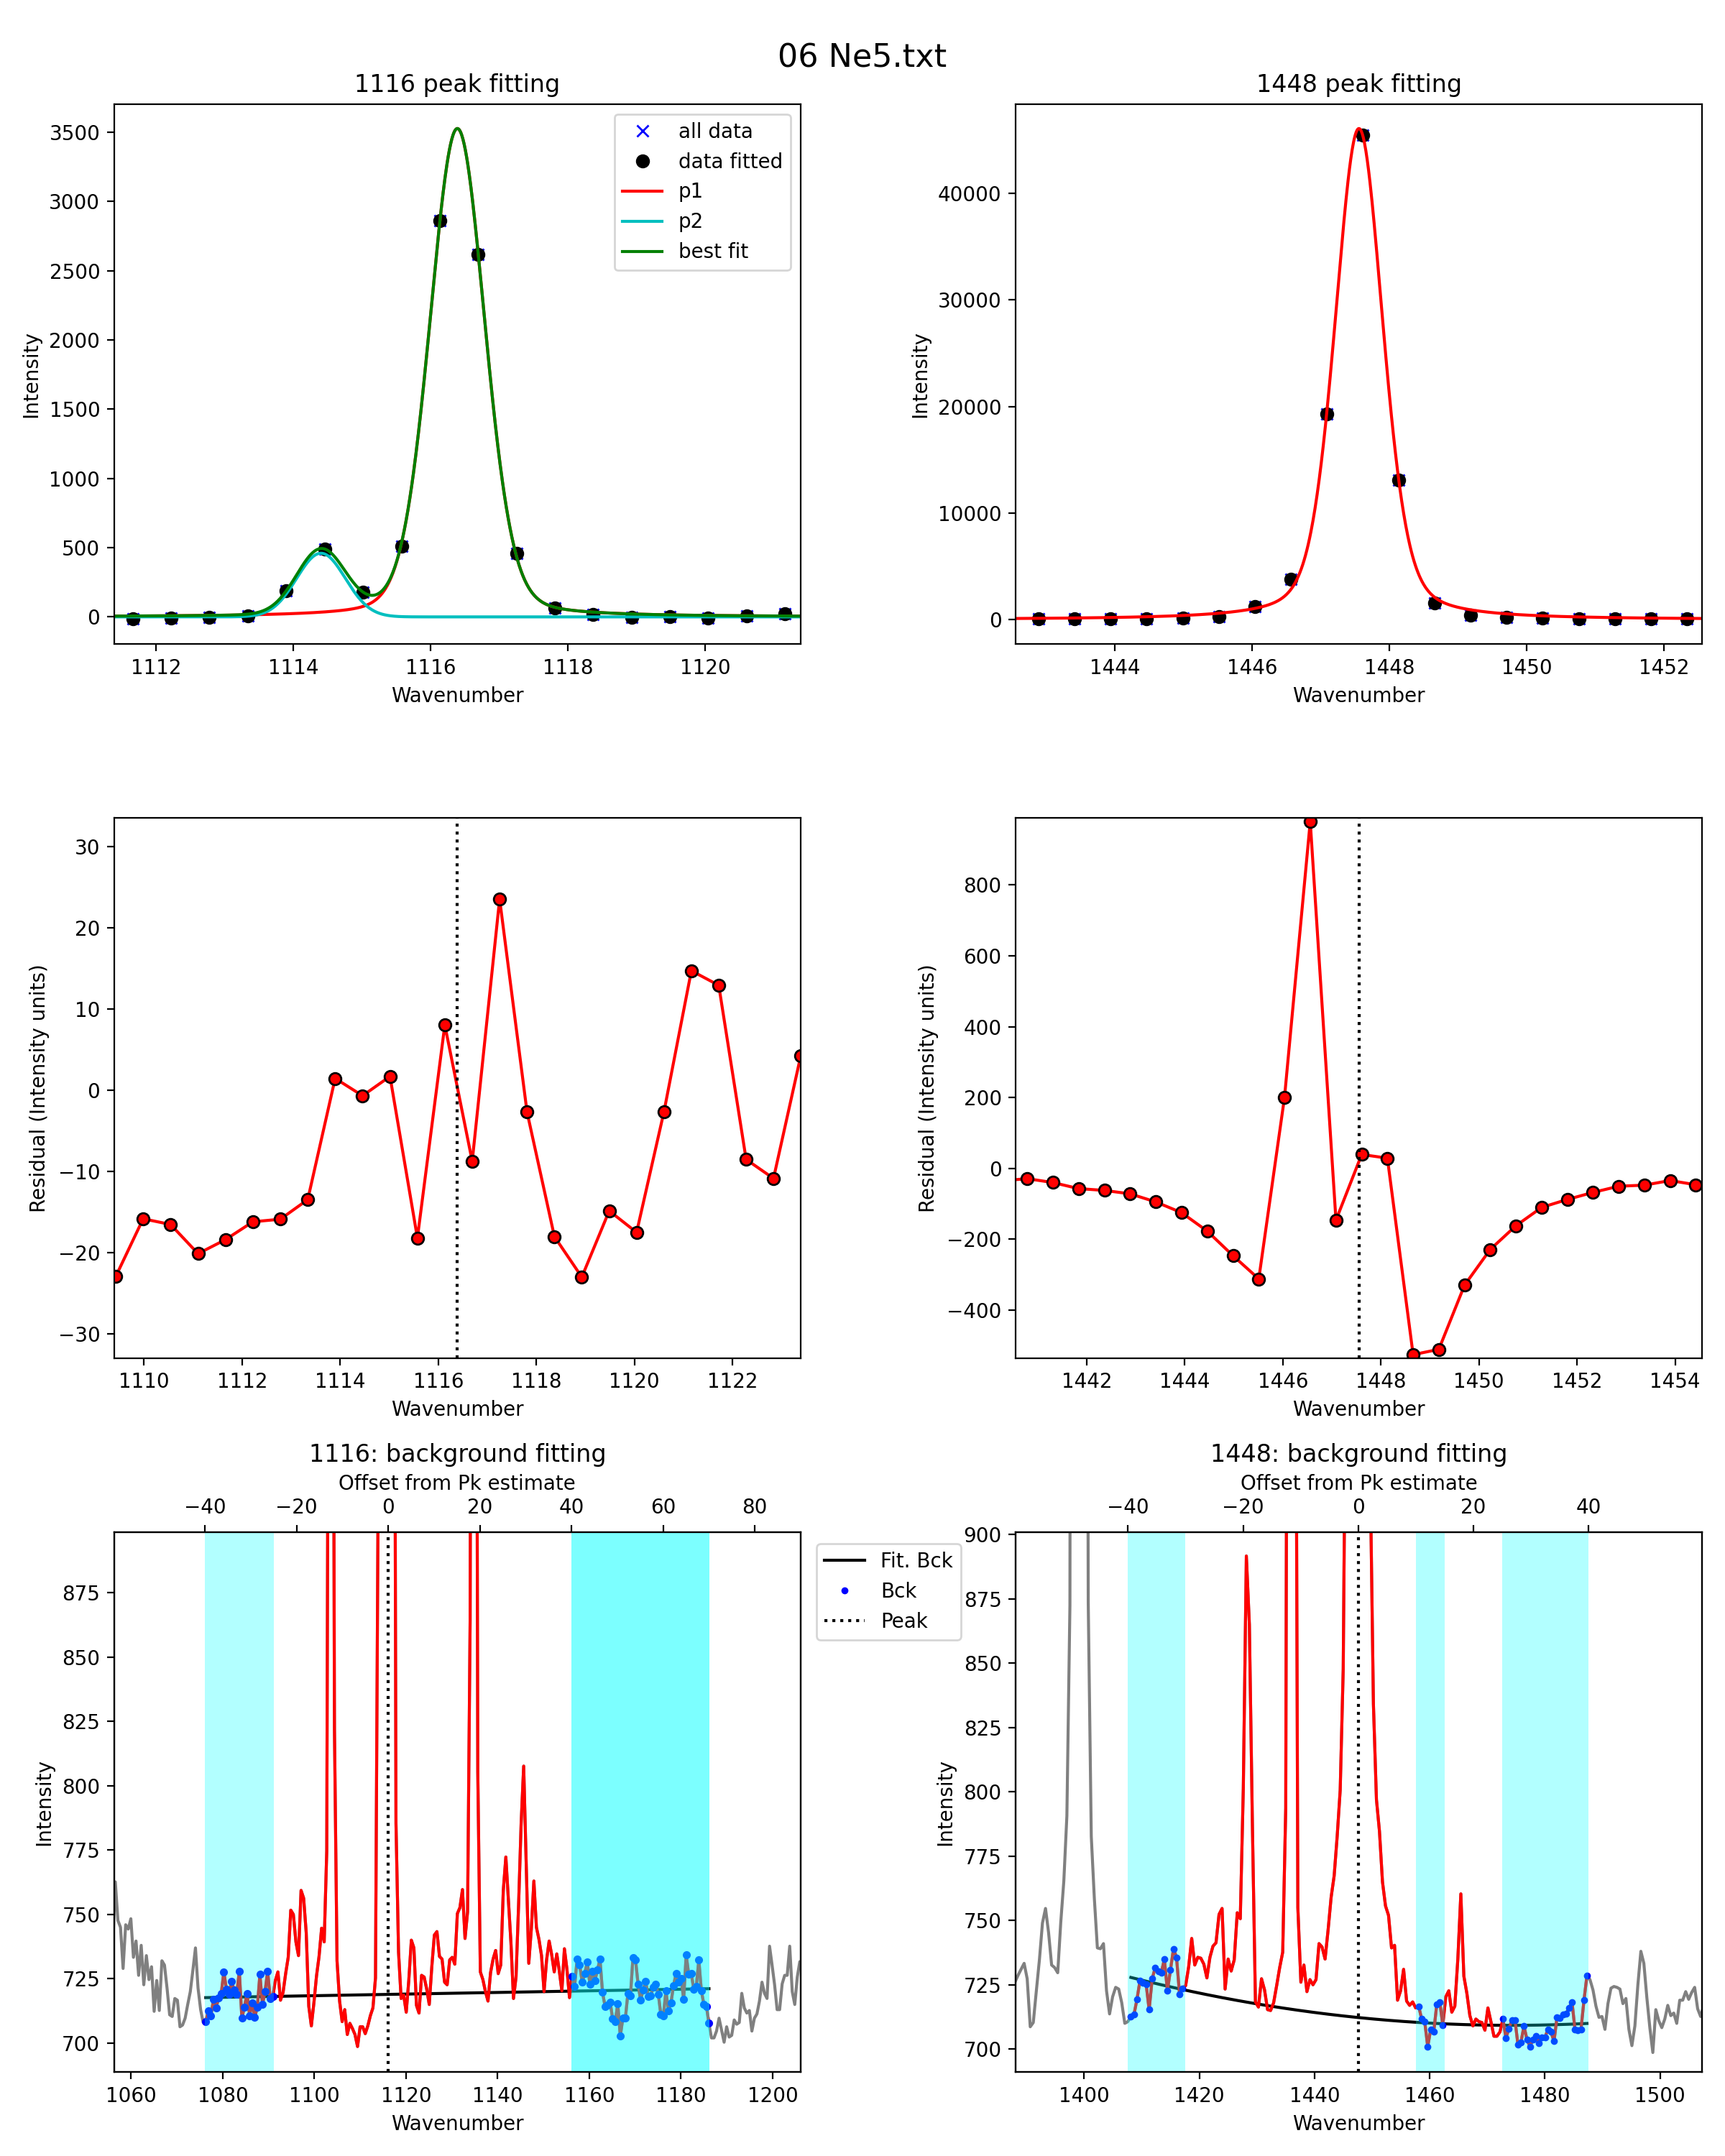 06 Ne5.txt
1116 peak fitting
3500
3000
2500
2000
1500
1000
500
0
Intensity
all data
data fitted
p1
p2
best fit
1112 1114 1116 1118 1120
Wavenumber
1448 peak fitting
40000
30000
20000
10000
0
Intensity
1444 1446 1448 1450 1452
Wavenumber
30
20
10
0
−10
−20
−30
Residual (Intensity units)
1110 1112 1114 1116 1118 1120 1122
Wavenumber
800
600
400
200
0
−200
−400
Residual (Intensity units)
1442 1444 1446 1448 1450 1452 1454
Wavenumber
1116: background fitting
Offset from Pk estimate
−40 −20 0 20 40 60 80
875
850
825
800
775
750
725
700
Intensity
1060 1080 1100 1120 1140 1160 1180 1200
Wavenumber
Fit. Bck
Bck
Peak
1448: background fitting
Offset from Pk estimate
−40 −20 0 20 40
900
875
850
825
800
775
750
725
700
Intensity
1400 1420 1440 1460 1480 1500
Wavenumber